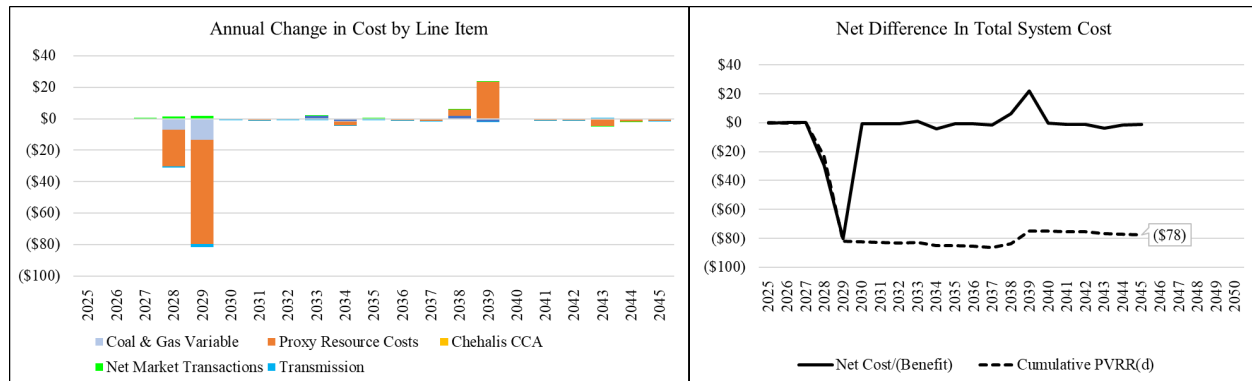 Annual Change in Cost by Line Item
$40
$20
$0
($20)
($40)
($60)
($80)
($100)
2025 2026 2027 2028 2029 2030 2031 2032 2033 2034 2035 2036 2037 2038 2039 2040 2041 2042 2043 2044 2045
Coal & Gas Variable Proxy Resource Costs Chehalis CCA
Net Market Transactions Transmission
Net Difference In Total System Cost
$40
$20
$0
($20)
($40)
($60)
($80)
($100)
($78)
2025 2026 2027 2028 2029 2030 2031 2032 2033 2034 2035 2036 2037 2038 2039 2040 2041 2042 2043 2044 2045 2046 2047 2048 2049 2050
Net Cost/(Benefit) Cumulative PVRR(d)